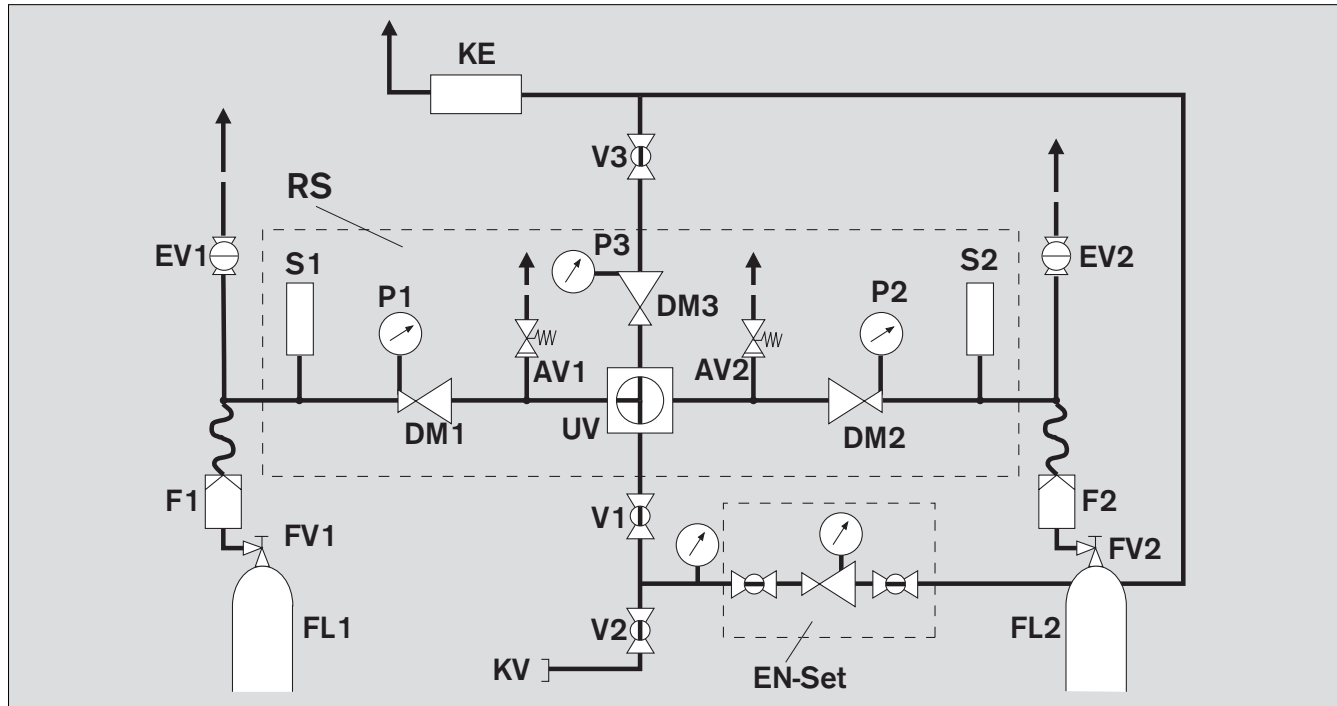 KE
V3
RS
EV1
S1
P3
S2
EV2
P1
P2
DM3
AV1
AV2
UV
DM1
DM2
F1
F2
V1
FV1
FV2
FL1
V2
FL2
KV
EN-Set